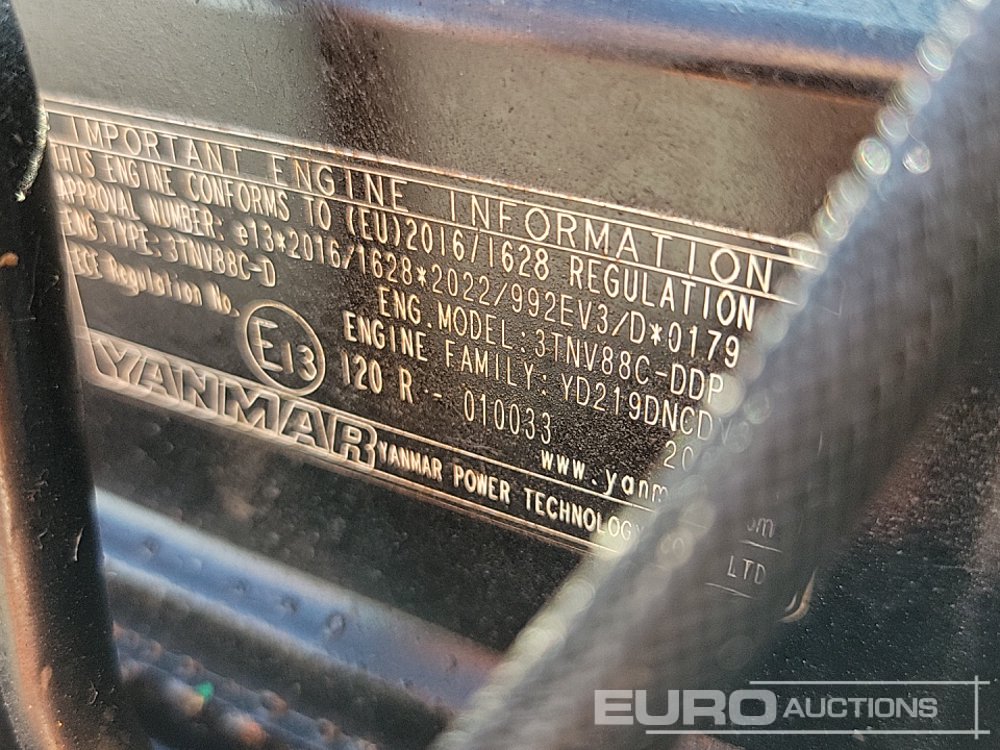 IMPORTANT ENGINE INFORMATION
THIS ENGINE CONFORMS TO (EU)2016/1628 REGULATION
APPROVAL NUMBER: e13*2016/1628*2022/992EV3/D*0179
ENG.TYPE: 3TNV88C-D ENG.MODEL: 3TNV88C-DDP
ECE Regulation No. ENGINE FAMILY: YD219DNCD
E13 120 R - 010033
YANMAR www.yanm
YANMAR POWER TECHNOLOGY LTD
EURO AUCTIONS